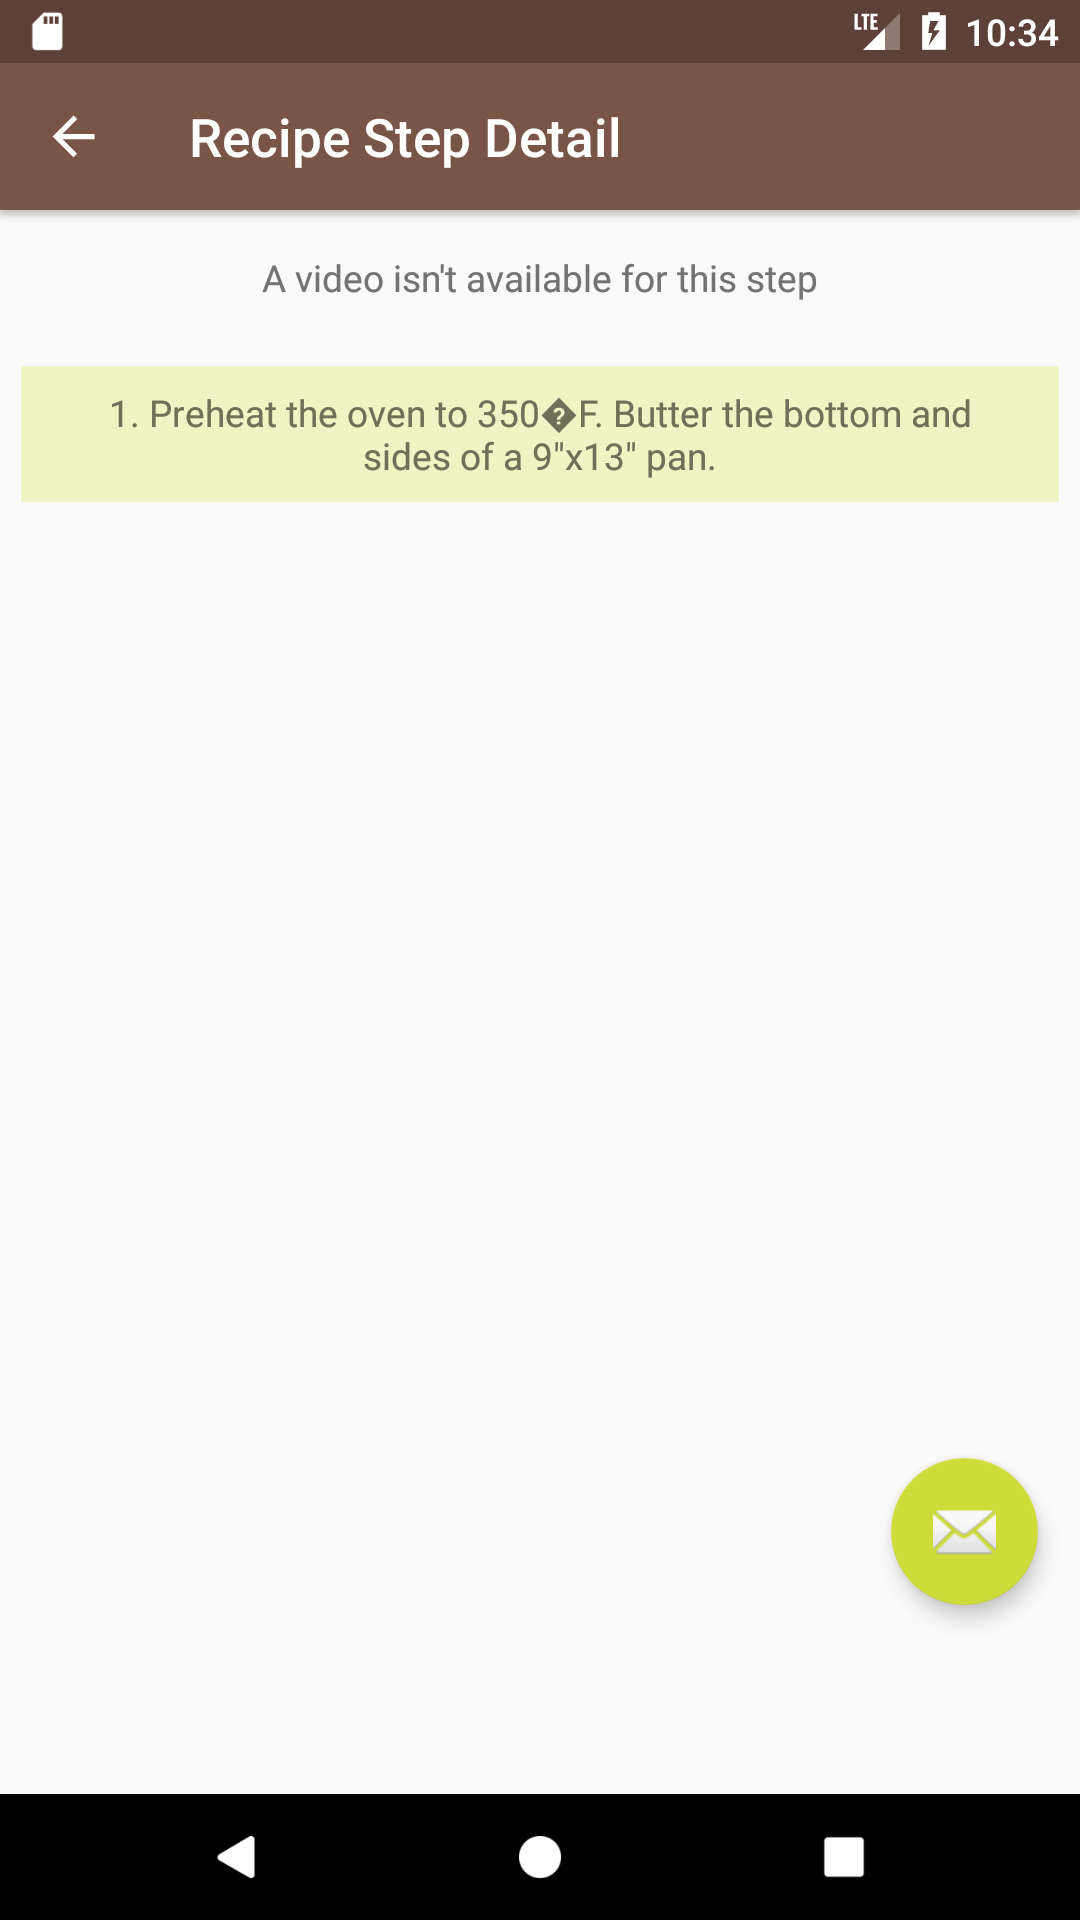 LTE 10:34
Recipe Step Detail
A video isn't available for this step
1. Preheat the oven to 350�F. Butter the bottom and
sides of a 9"x13" pan.